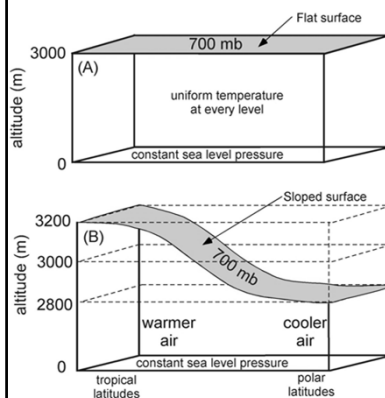 Flat surface
700 mb
3000
(A)
uniform temperature
at every level
altitude (m)
0
constant sea level pressure
Sloped surface
3200
(B)
3000
700 mb
2800
altitude (m)
warmer
air
cooler
air
0
constant sea level pressure
tropical
latitudes
polar
latitudes